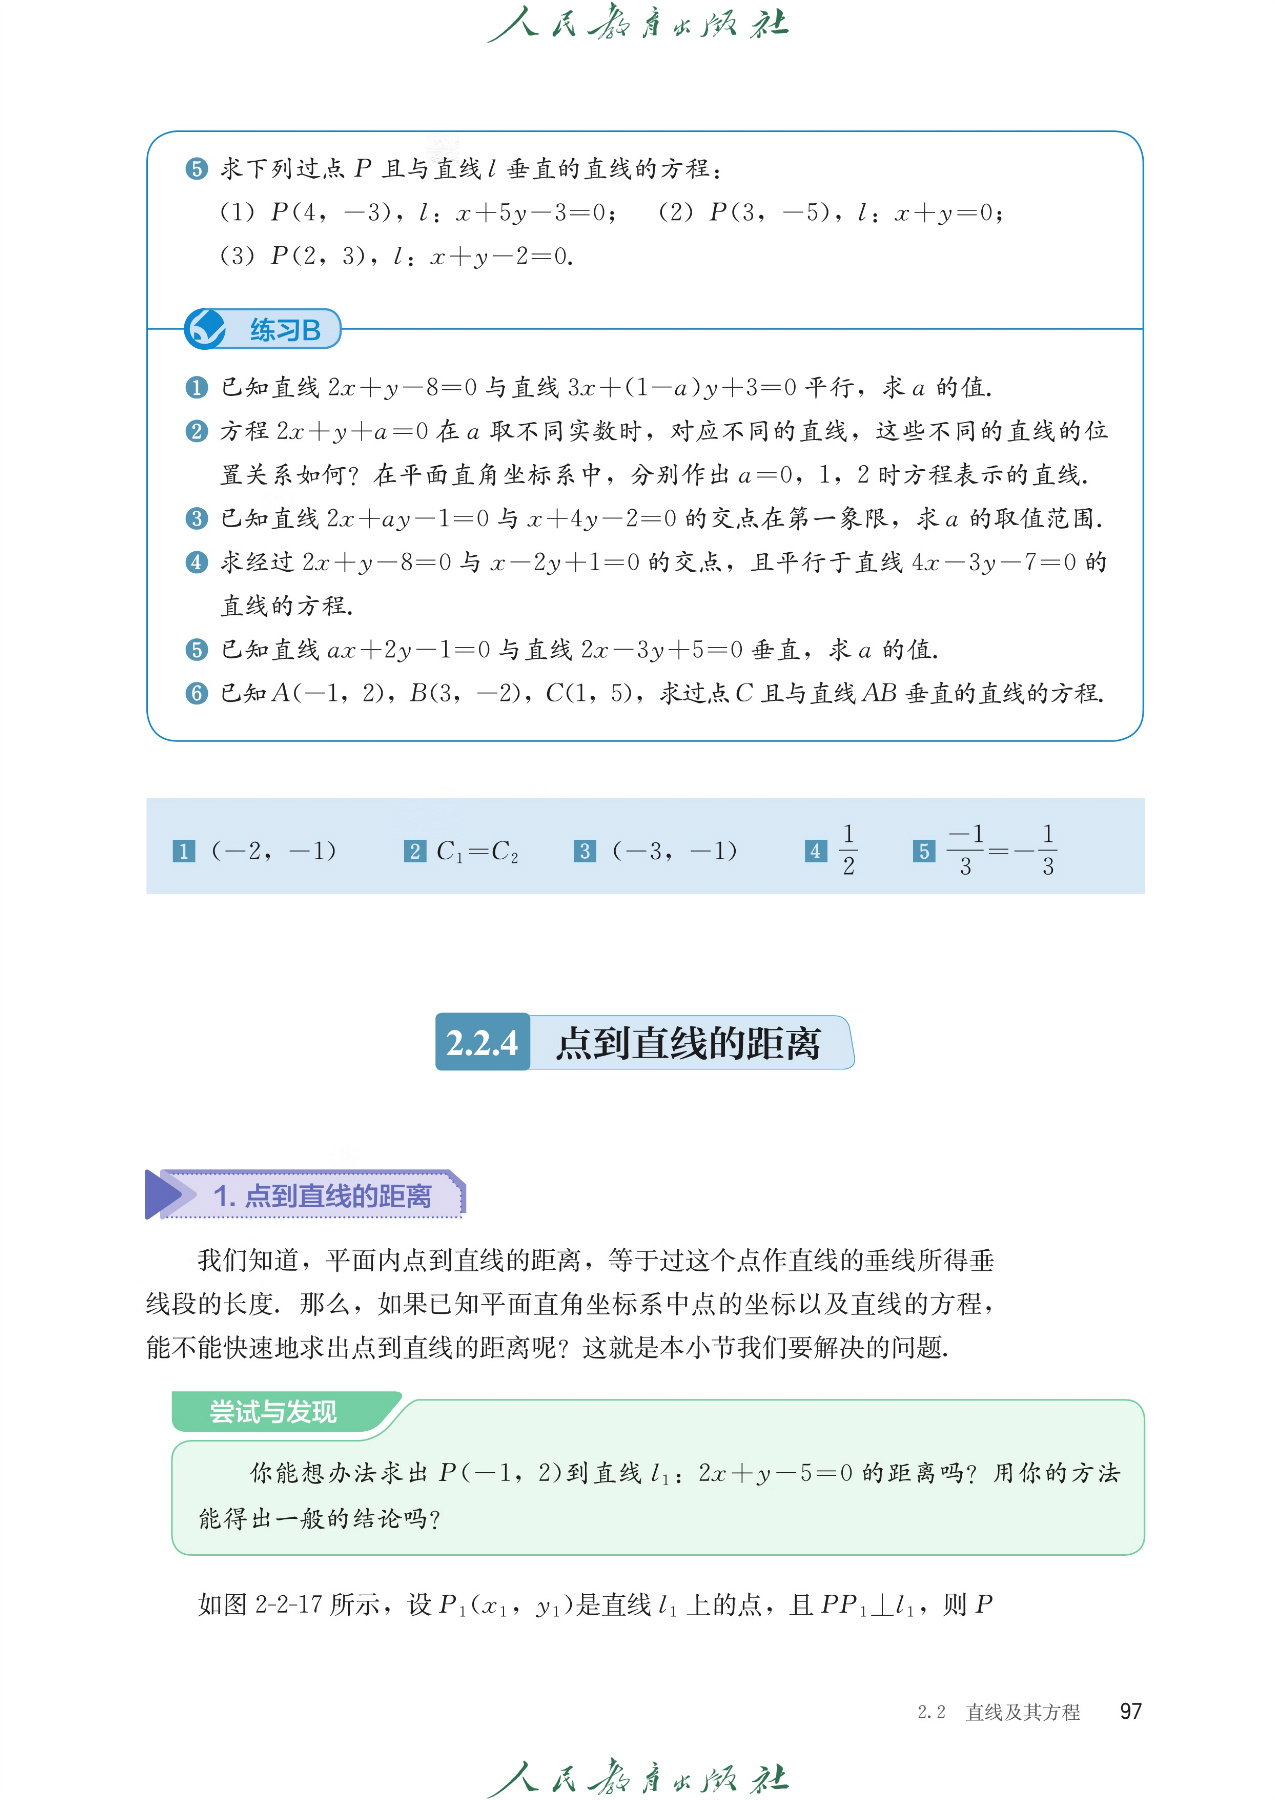 人民教育出版社
5 求下列过点 P 且与直线 l 垂直的直线的方程：
(1) P(4, -3), l: x+5y-3=0; (2) P(3, -5), l: x+y=0;
(3) P(2, 3), l: x+y-2=0.
练习B
1 已知直线 2x+y-8=0 与直线 3x+(1-a)y+3=0 平行，求 a 的值.
2 方程 2x+y+a=0 在 a 取不同实数时，对应不同的直线，这些不同的直线的位
置关系如何？在平面直角坐标系中，分别作出 a=0, 1, 2 时方程表示的直线.
3 已知直线 2x+ay-1=0 与 x+4y-2=0 的交点在第一象限，求 a 的取值范围.
4 求经过 2x+y-8=0 与 x-2y+1=0 的交点，且平行于直线 4x-3y-7=0 的
直线的方程.
5 已知直线 ax+2y-1=0 与直线 2x-3y+5=0 垂直，求 a 的值.
6 已知 A(-1, 2), B(3, -2), C(1, 5)，求过点 C 且与直线 AB 垂直的直线的方程.
1 (-2, -1) 2 C₁=C₂ 3 (-3, -1) 4 1/2 5 -1/3=-1/3
2.2.4 点到直线的距离
1. 点到直线的距离
我们知道，平面内点到直线的距离，等于过这个点作直线的垂线所得垂
线段的长度．那么，如果已知平面直角坐标系中点的坐标以及直线的方程，
能不能快速地求出点到直线的距离呢？这就是本小节我们要解决的问题.
尝试与发现
你能想办法求出 P(-1, 2)到直线 l₁: 2x+y-5=0 的距离吗？用你的方法
能得出一般的结论吗？
如图 2-2-17 所示，设 P₁(x₁, y₁)是直线 l₁ 上的点，且 PP₁⊥l₁，则 P
2.2 直线及其方程 97
人民教育出版社